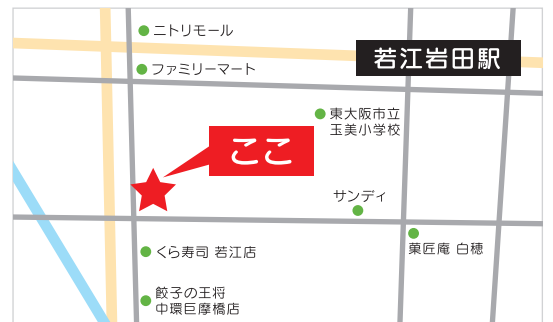 ニトリモール
若江岩田駅
ファミリーマート
東大阪市立
玉美小学校
ここ
サンディ
くら寿司 若江店
菓匠庵 白穂
餃子の王将
中環巨摩橋店